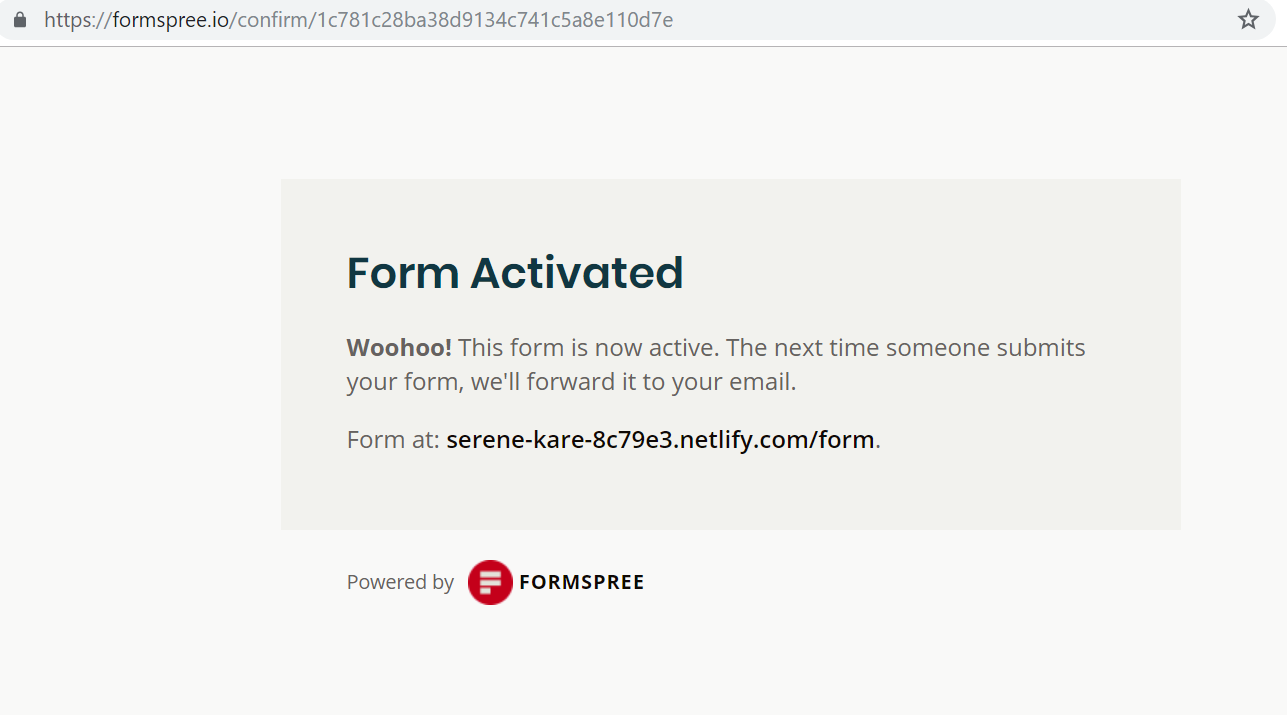 https://formspree.io/confirm/1c781c28ba38d9134c741c5a8e110d7e
Form Activated
Woohoo! This form is now active. The next time someone submits
your form, we'll forward it to your email.
Form at: serene-kare-8c79e3.netlify.com/form.
Powered by FORMSPREE